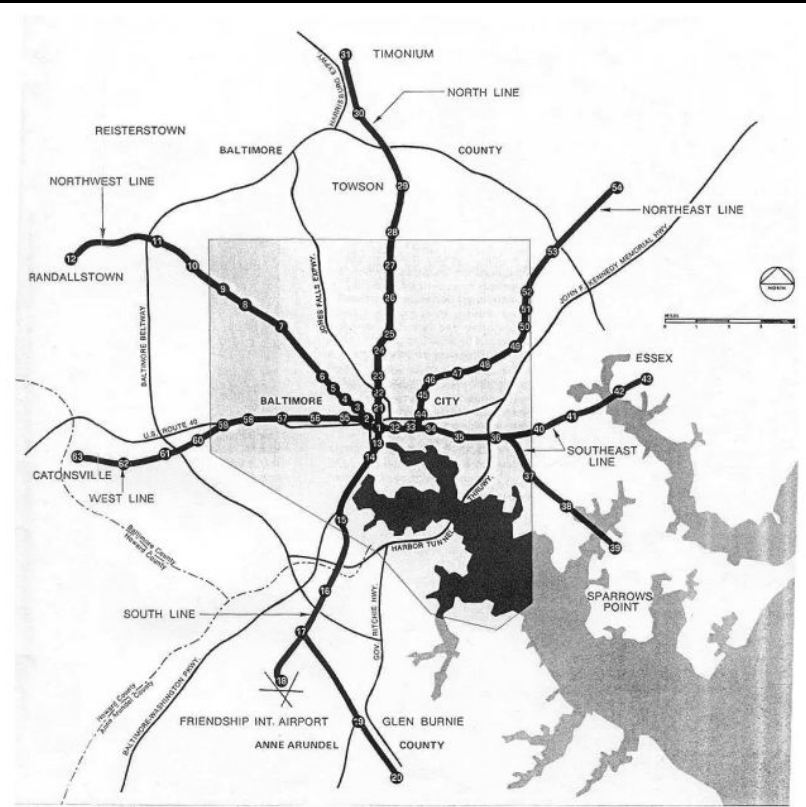 31
TIMONIUM
HARRISBURG EXPWY
NORTH LINE
30
REISTERSTOWN
BALTIMORE
COUNTY
NORTHWEST LINE
TOWSON
29
54
NORTHEAST LINE
28
11
12
53
10
27
RANDALLSTOWN
JONES FALLS EXPWY.
JOHN F. KENNEDY MEMORIAL HWY.
NORTH
9
26
52
8
51
MILES
0 1 2 3 4
7
50
25
BALTIMORE BELTWAY
24
49
ESSEX
48
6
23
46
47
43
5
22
45
42
BALTIMORE
4
CITY
3
21
44
41
U.S. ROUTE 40
59
58
57
56
55
2
1
32
33
34
35
36
40
60
13
SOUTHEAST
LINE
63
62
61
14
CATONSVILLE
WEST LINE
37
THRUWY.
38
15
Baltimore County
Howard County
HARBOR TUNNEL
39
16
SPARROWS
POINT
SOUTH LINE
GOV. RITCHIE HWY.
17
18
Howard County
Anne Arundel County
BALTIMORE-WASHINGTON PKWY.
FRIENDSHIP INT. AIRPORT
19
GLEN BURNIE
ANNE ARUNDEL
COUNTY
20